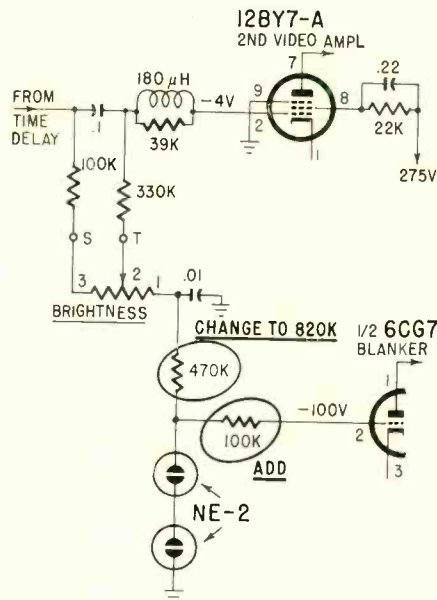 12BY7-A
2ND VIDEO AMPL
7
.22
180 µH
-4V
9
8
FROM
TIME
DELAY
.1
39K
2
22K
1
275V
100K
330K
S
T
3
2
1
.01
BRIGHTNESS
CHANGE TO 820K
1/2 6CG7
BLANKER
470K
1
-100V
100K
2
ADD
3
NE-2